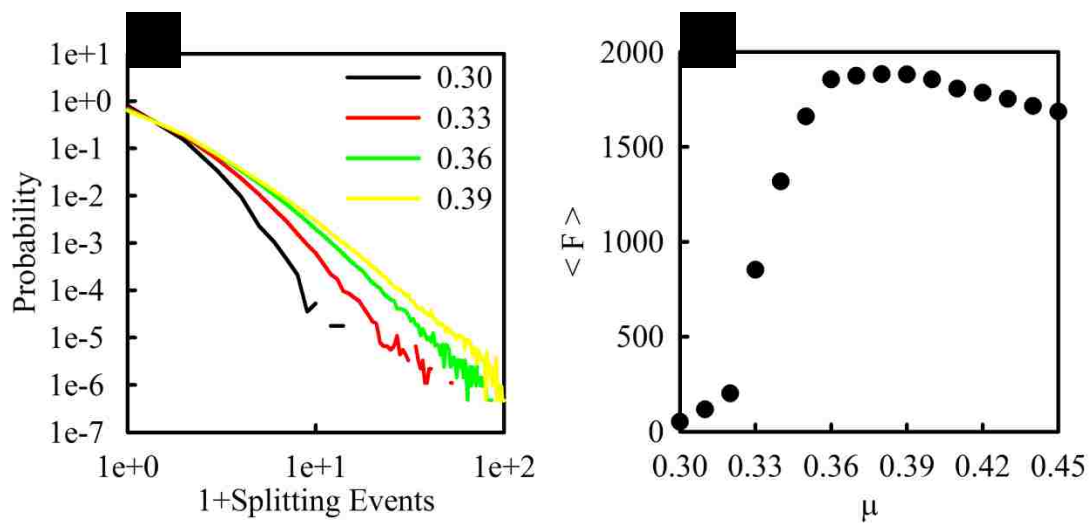 1e+1
1e+0
1e-1
1e-2
1e-3
1e-4
1e-5
1e-6
1e-7
Probability
0.30
0.33
0.36
0.39
1e+0 1e+1 1e+2
1+Splitting Events
2000
1500
1000
500
0
< F >
0.30 0.33 0.36 0.39 0.42 0.45
μ